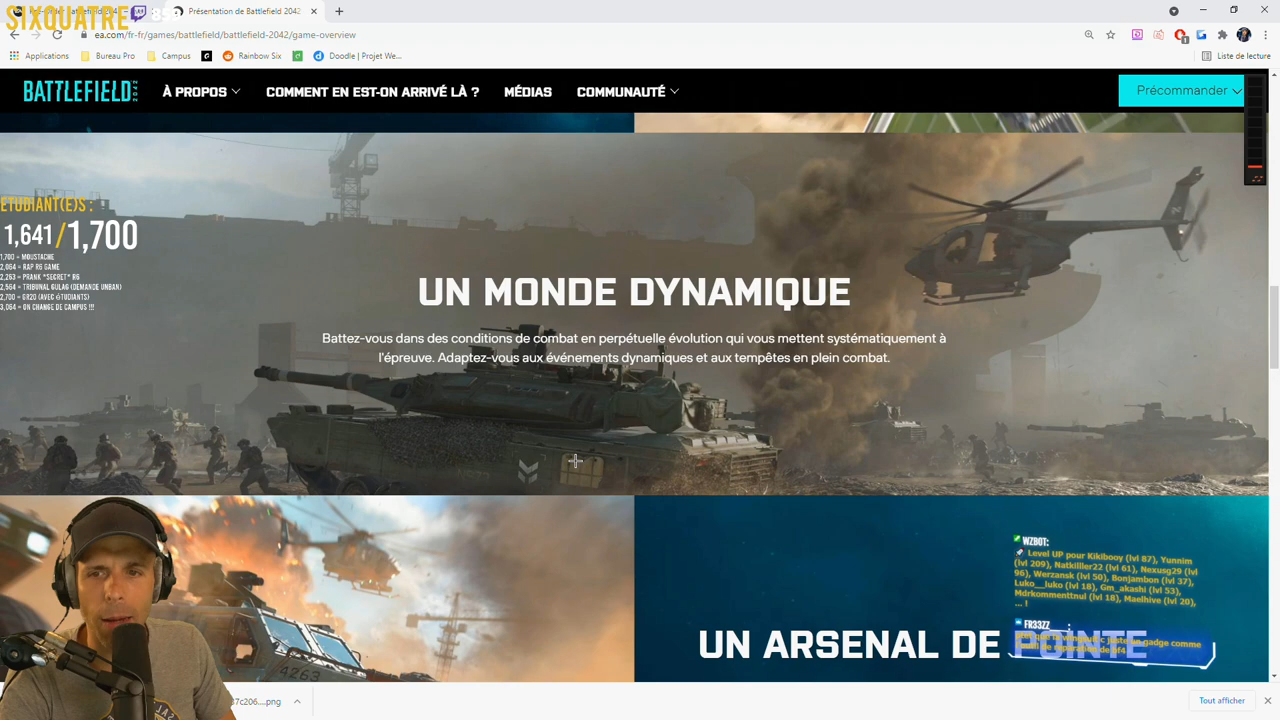 SIXQUATRE
Présentation de Battlefield 2042
ea.com/fr-fr/games/battlefield/battlefield-2042/game-overview
Applications
Bureau Pro
Campus
Rainbow Six
Doodle | Projet We...
Liste de lecture
BATTLEFIELD 2042
À PROPOS
COMMENT EN EST-ON ARRIVÉ LÀ ?
MÉDIAS
COMMUNAUTÉ
Précommander
ETUDIANT(E)S :
1,641/1,700
1,700 = MOUSTACHE
2,064 = RAP R6 GAME
2,263 = PRANK *SECRET* R6
2,564 = TRIBUNAL GULAG (DEMANDE UNBAN)
2,700 = GR20 (AVEC ÉTUDIANTS)
3,064 = ON CHANGE DE CAMPUS !!!
UN MONDE DYNAMIQUE
Battez-vous dans des conditions de combat en perpétuelle évolution qui vous mettent systématiquement à
l'épreuve. Adaptez-vous aux événements dynamiques et aux tempêtes en plein combat.
4263
WZBOT:
Level UP pour Kikibooy (lvl 87), Yunnim
(lvl 209), Natkilller22 (lvl 61), Nexusg29 (lvl
96), Werzansk (lvl 50), Bonjambon (lvl 37),
Luko__luko (lvl 18), Gm_akashi (lvl 53),
Mdrkommenttnul (lvl 18), Maelhive (lvl 20),
... !
FR33ZZ
UN ARSENAL DE POINTE
37c206....png
Tout afficher